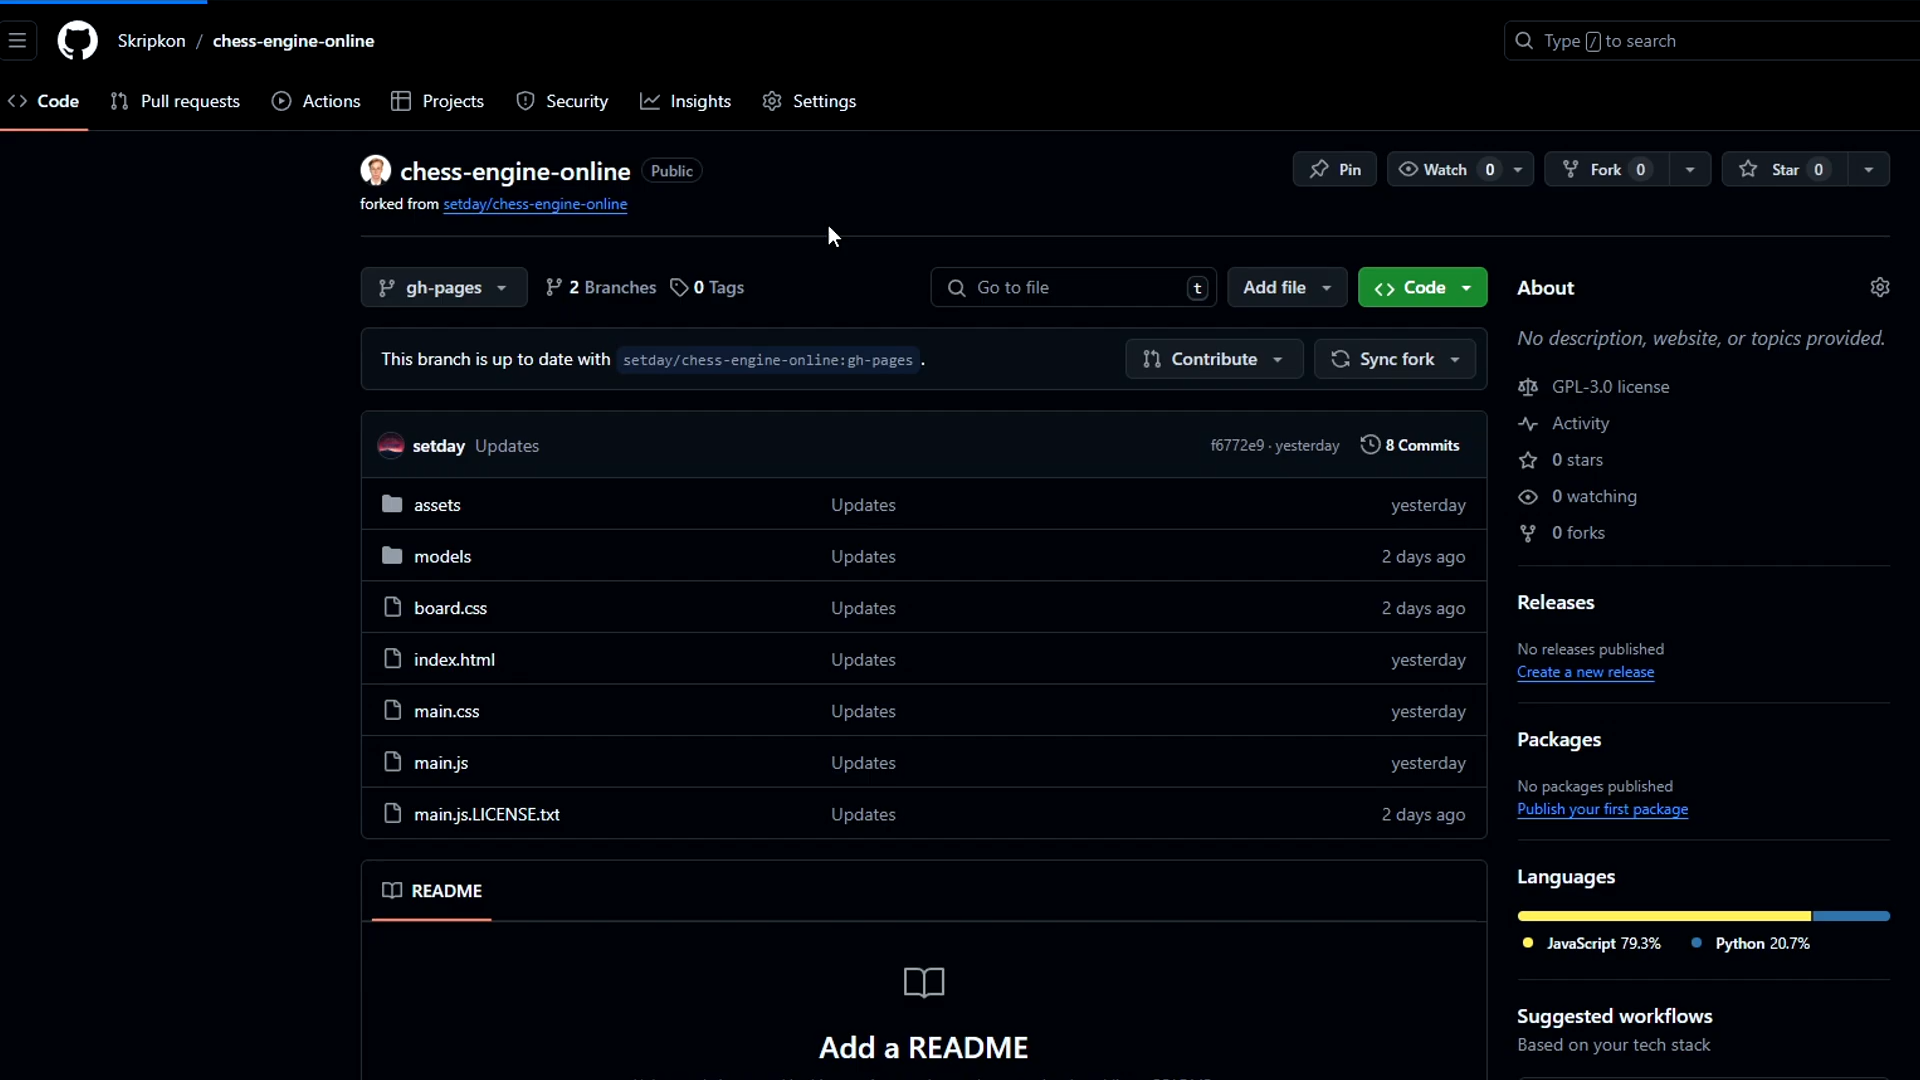 Skripkon / chess-engine-online
Type / to search
Code
Pull requests
Actions
Projects
Security
Insights
Settings
chess-engine-online Public
Pin
Watch 0
Fork 0
Star 0
forked from setday/chess-engine-online
gh-pages
2 Branches
0 Tags
Go to file t
Add file
Code
This branch is up to date with setday/chess-engine-online:gh-pages .
Contribute
Sync fork
setday Updates f6772e9 · yesterday 8 Commits
assets Updates yesterday
models Updates 2 days ago
board.css Updates 2 days ago
index.html Updates yesterday
main.css Updates yesterday
main.js Updates yesterday
main.js.LICENSE.txt Updates 2 days ago
README
Add a README
About
No description, website, or topics provided.
GPL-3.0 license
Activity
0 stars
0 watching
0 forks
Releases
No releases published
Create a new release
Packages
No packages published
Publish your first package
Languages
JavaScript 79.3% Python 20.7%
Suggested workflows
Based on your tech stack